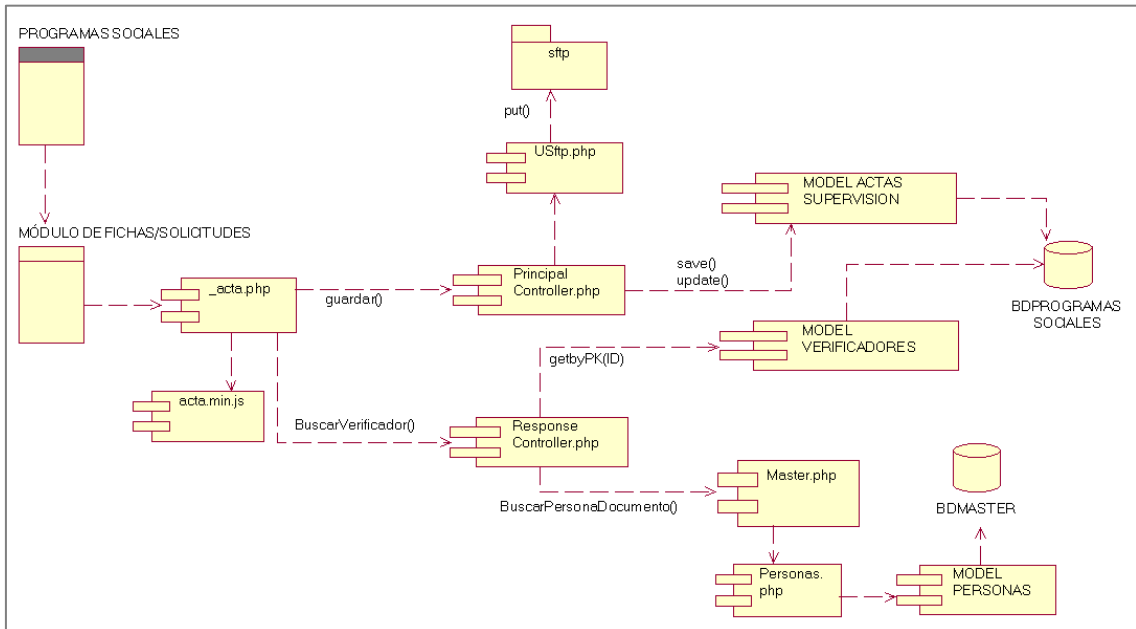 PROGRAMAS SOCIALES
sftp
put()
USftp.php
MODEL ACTAS
SUPERVISION
MÓDULO DE FICHAS/SOLICITUDES
_acta.php
guardar()
Principal
Controller.php
save()
update()
BDPROGRAMAS
SOCIALES
MODEL
VERIFICADORES
getbyPK(ID)
acta.min.js
BuscarVerificador()
Response
Controller.php
Master.php
BuscarPersonaDocumento()
BDMASTER
Personas.
php
MODEL
PERSONAS